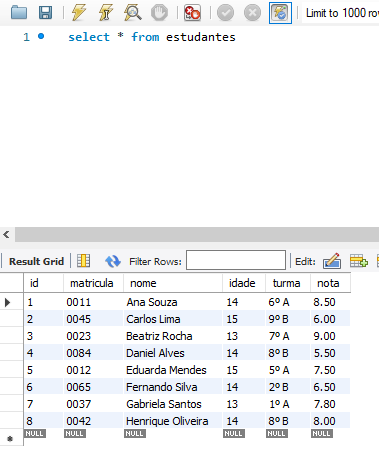 Limit to 1000 ro
1 select * from estudantes
Result Grid Filter Rows: Edit:
id matricula nome idade turma nota
1 0011 Ana Souza 14 6º A 8.50
2 0045 Carlos Lima 15 9º B 6.00
3 0023 Beatriz Rocha 13 7º A 9.00
4 0084 Daniel Alves 14 8º B 5.50
5 0012 Eduarda Mendes 15 5º A 7.50
6 0065 Fernando Silva 14 2º B 6.50
7 0037 Gabriela Santos 13 1º A 7.80
8 0042 Henrique Oliveira 14 8º B 8.00
NULL NULL NULL NULL NULL NULL